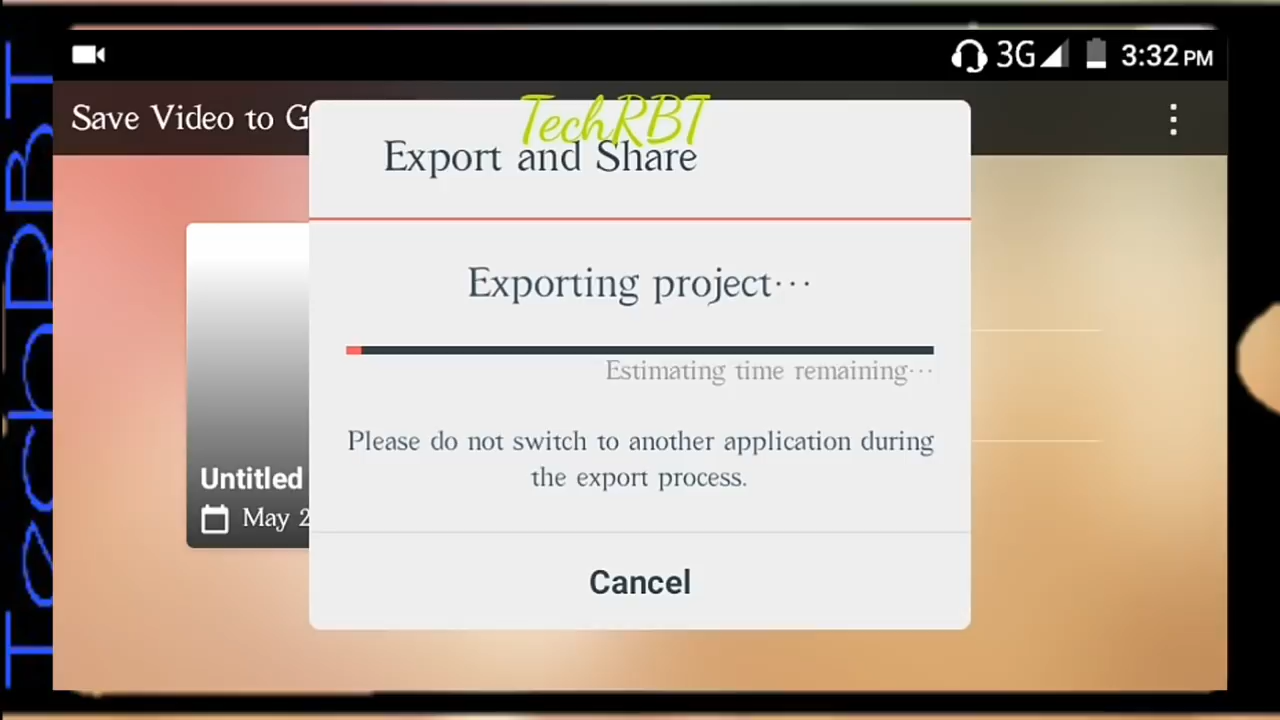 TechRBT
3G 3:32 PM
Save Video to G
TechRBT
Export and Share
Exporting project···
Estimating time remaining···
Please do not switch to another application during
the export process.
Untitled
May 2
Cancel